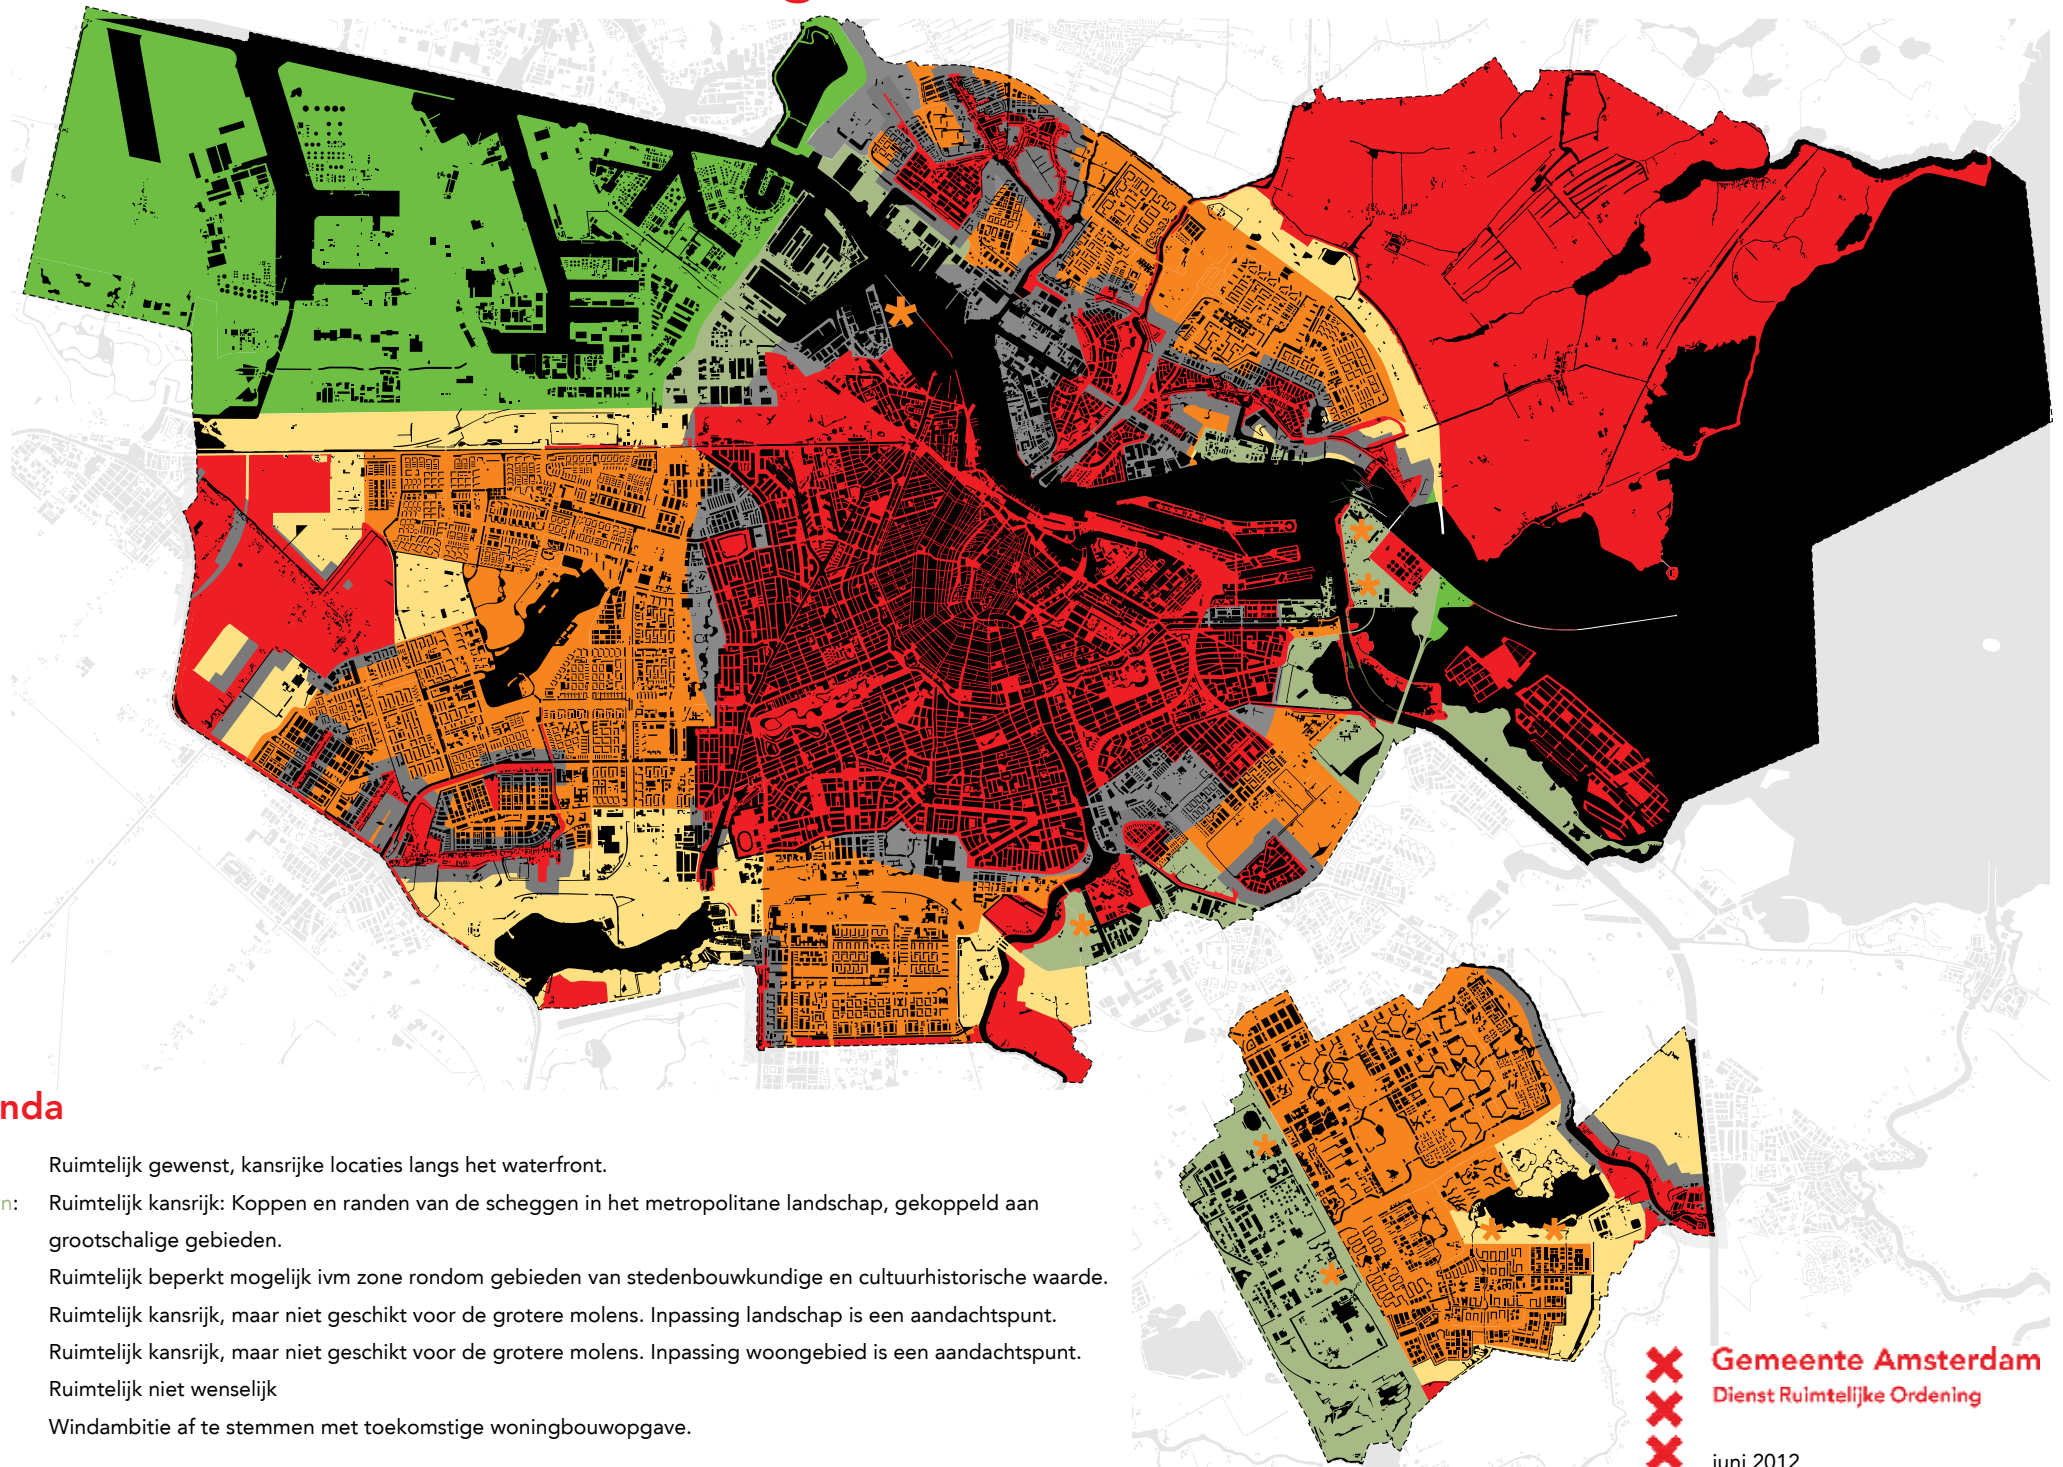 nda
Ruimtelijk gewenst, kansrijke locaties langs het waterfront.
n: Ruimtelijk kansrijk: Koppen en randen van de scheggen in het metropolitane landschap, gekoppeld aan
grootschalige gebieden.
Ruimtelijk beperkt mogelijk ivm zone rondom gebieden van stedenbouwkundige en cultuurhistorische waarde.
Ruimtelijk kansrijk, maar niet geschikt voor de grotere molens. Inpassing landschap is een aandachtspunt.
Ruimtelijk kansrijk, maar niet geschikt voor de grotere molens. Inpassing woongebied is een aandachtspunt.
Ruimtelijk niet wenselijk
Windambitie af te stemmen met toekomstige woningbouwopgave.
Gemeente Amsterdam
Dienst Ruimtelijke Ordening
juni 2012